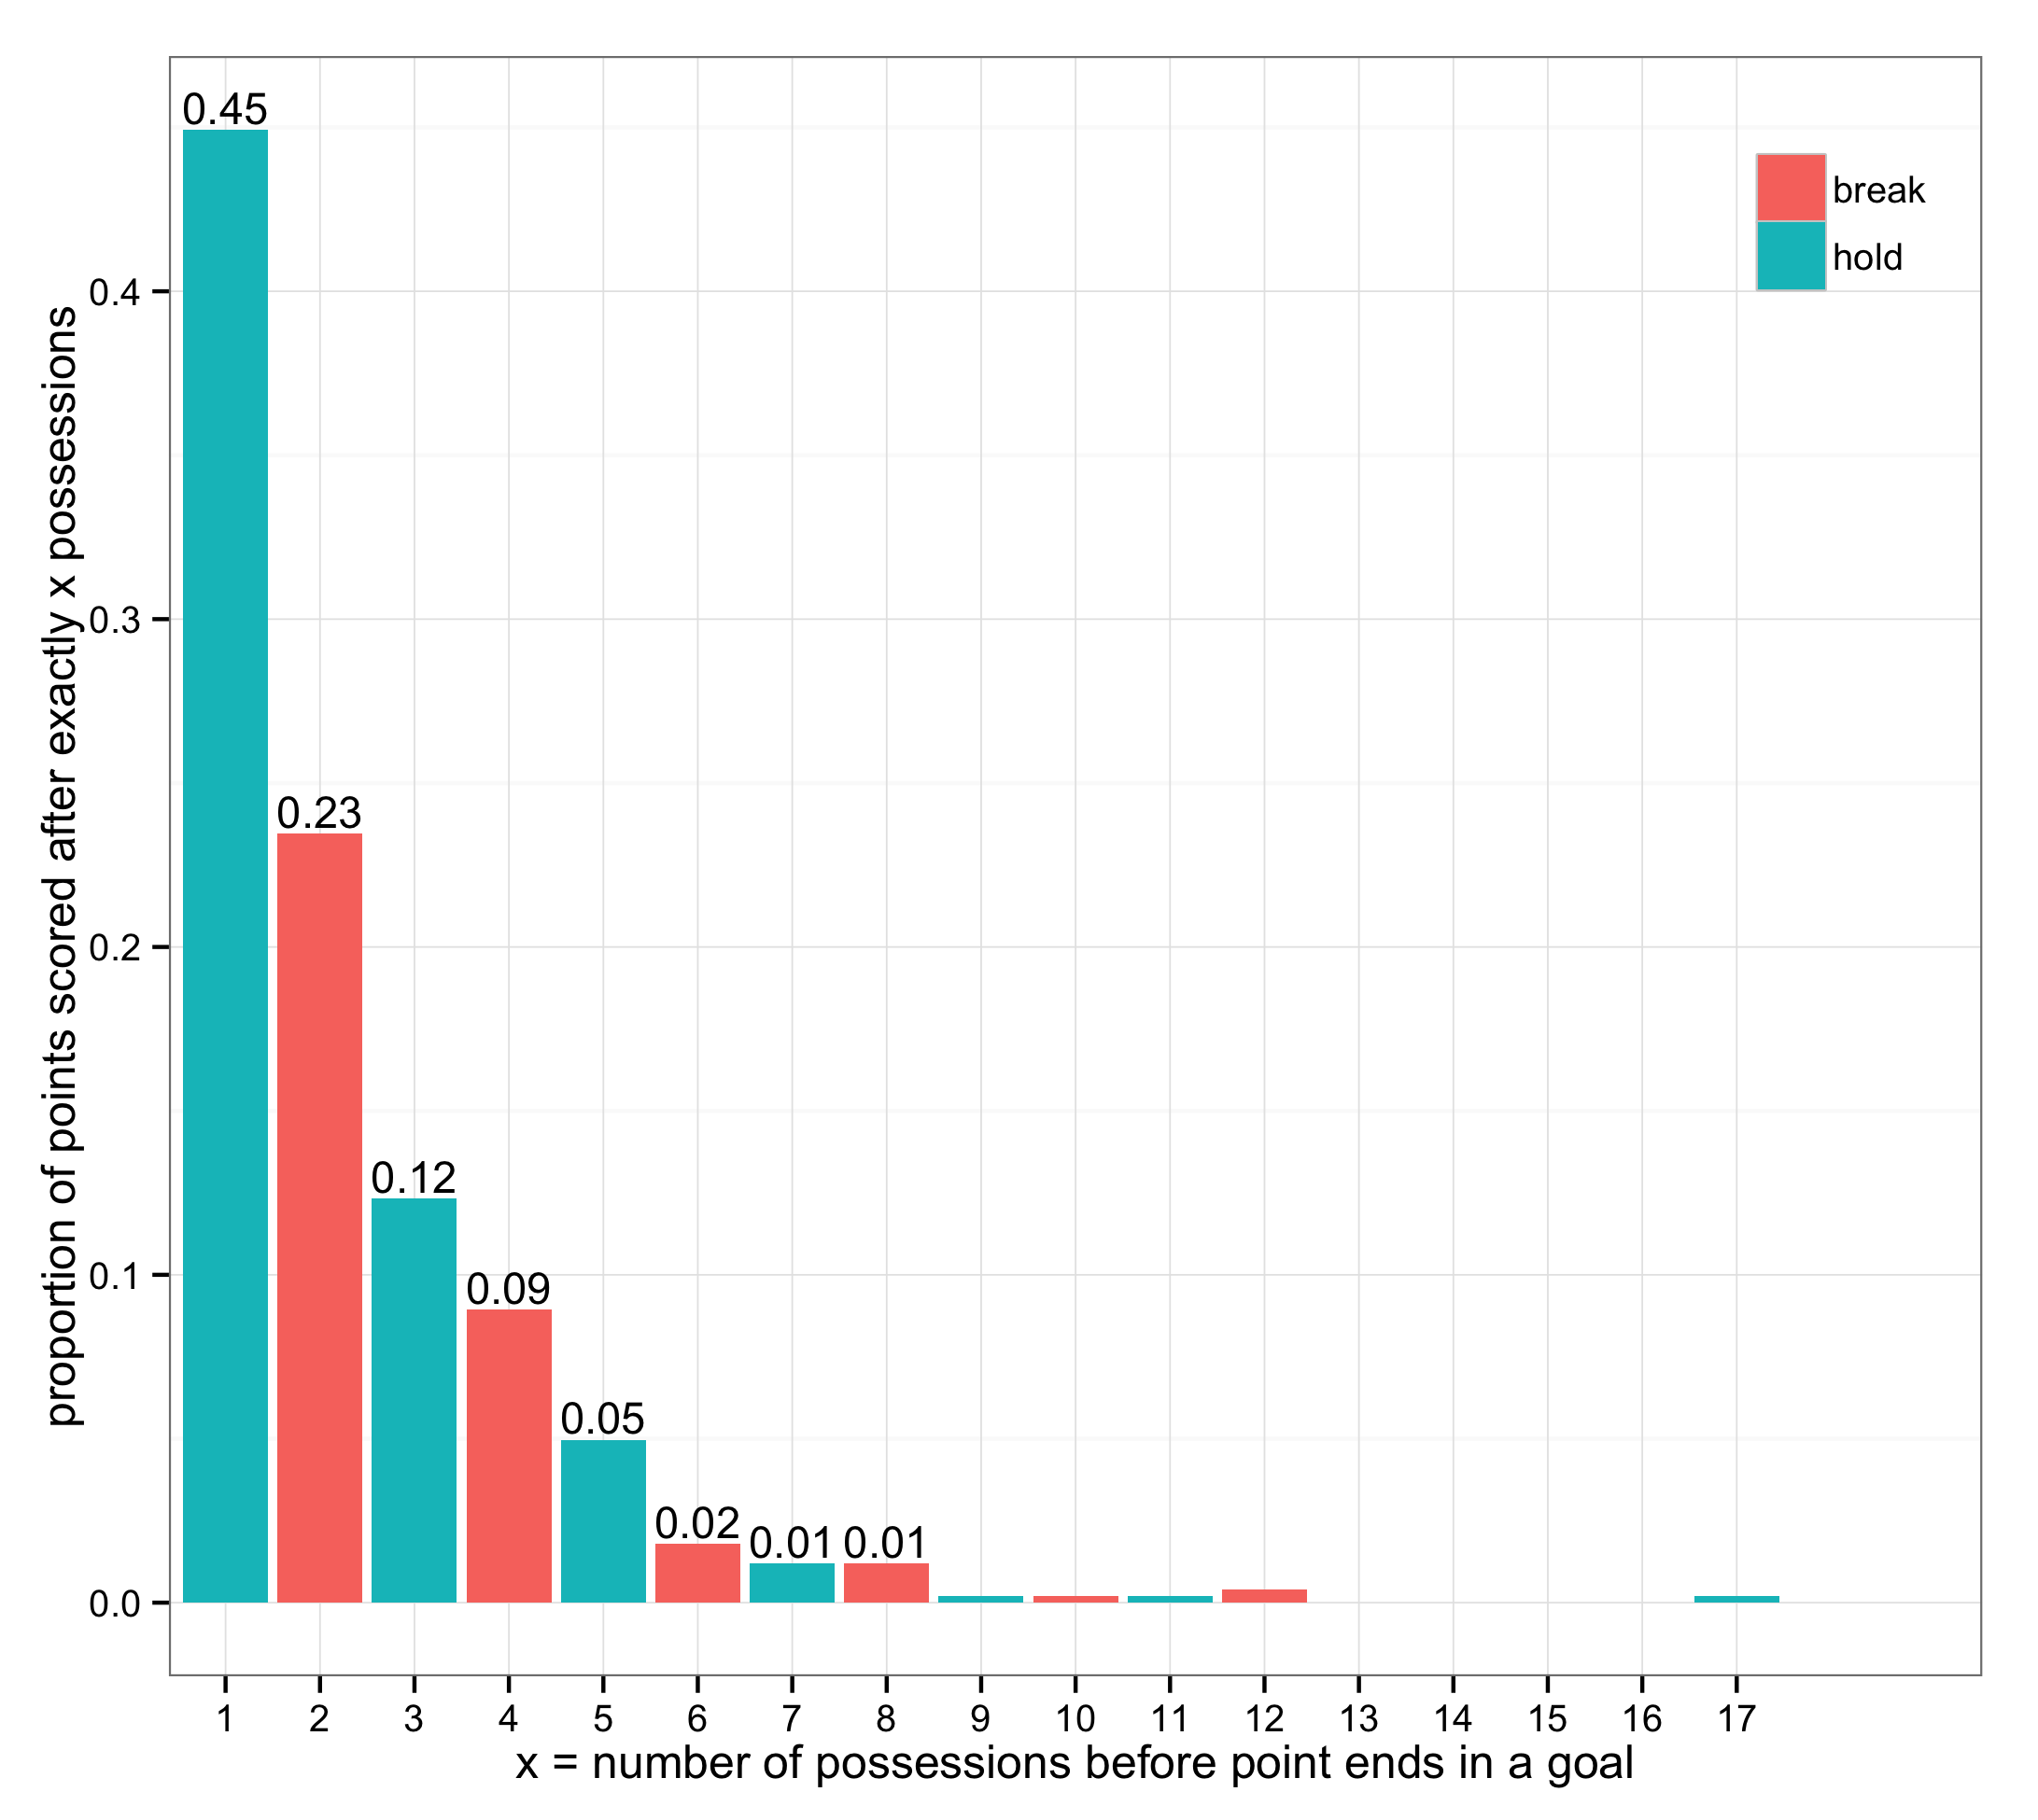 proportion of points scored after exactly x possessions
0.4
0.3
0.2
0.1
0.0
0.45
0.23
0.12
0.09
0.05
0.02
0.01
0.01
break
hold
1 2 3 4 5 6 7 8 9 10 11 12 13 14 15 16 17
x = number of possessions before point ends in a goal